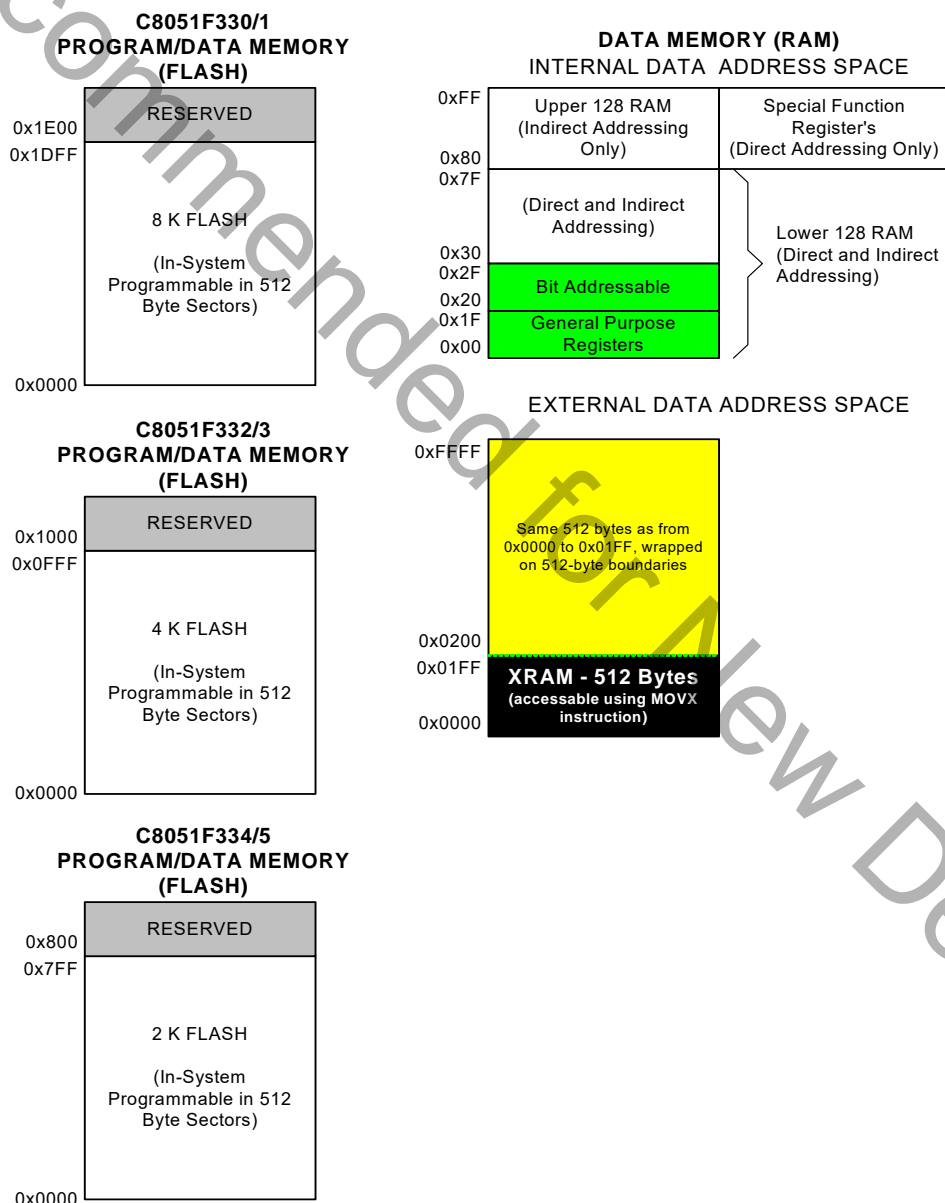 C8051F330/1
PROGRAM/DATA MEMORY
(FLASH)
RESERVED
0x1E00
0x1DFF
8 K FLASH
(In-System
Programmable in 512
Byte Sectors)
0x0000
C8051F332/3
PROGRAM/DATA MEMORY
(FLASH)
RESERVED
0x1000
0x0FFF
4 K FLASH
(In-System
Programmable in 512
Byte Sectors)
0x0000
C8051F334/5
PROGRAM/DATA MEMORY
(FLASH)
RESERVED
0x800
0x7FF
2 K FLASH
(In-System
Programmable in 512
Byte Sectors)
0x0000
DATA MEMORY (RAM)
INTERNAL DATA ADDRESS SPACE
0xFF
Upper 128 RAM
(Indirect Addressing
Only)
Special Function
Register's
(Direct Addressing Only)
0x80
0x7F
(Direct and Indirect
Addressing)
Lower 128 RAM
(Direct and Indirect
Addressing)
0x30
0x2F
Bit Addressable
0x20
0x1F
General Purpose
Registers
0x00
EXTERNAL DATA ADDRESS SPACE
0xFFFF
Same 512 bytes as from
0x0000 to 0x01FF, wrapped
on 512-byte boundaries
0x0200
0x01FF
XRAM - 512 Bytes
(accessable using MOVX
instruction)
0x0000
commended for New De